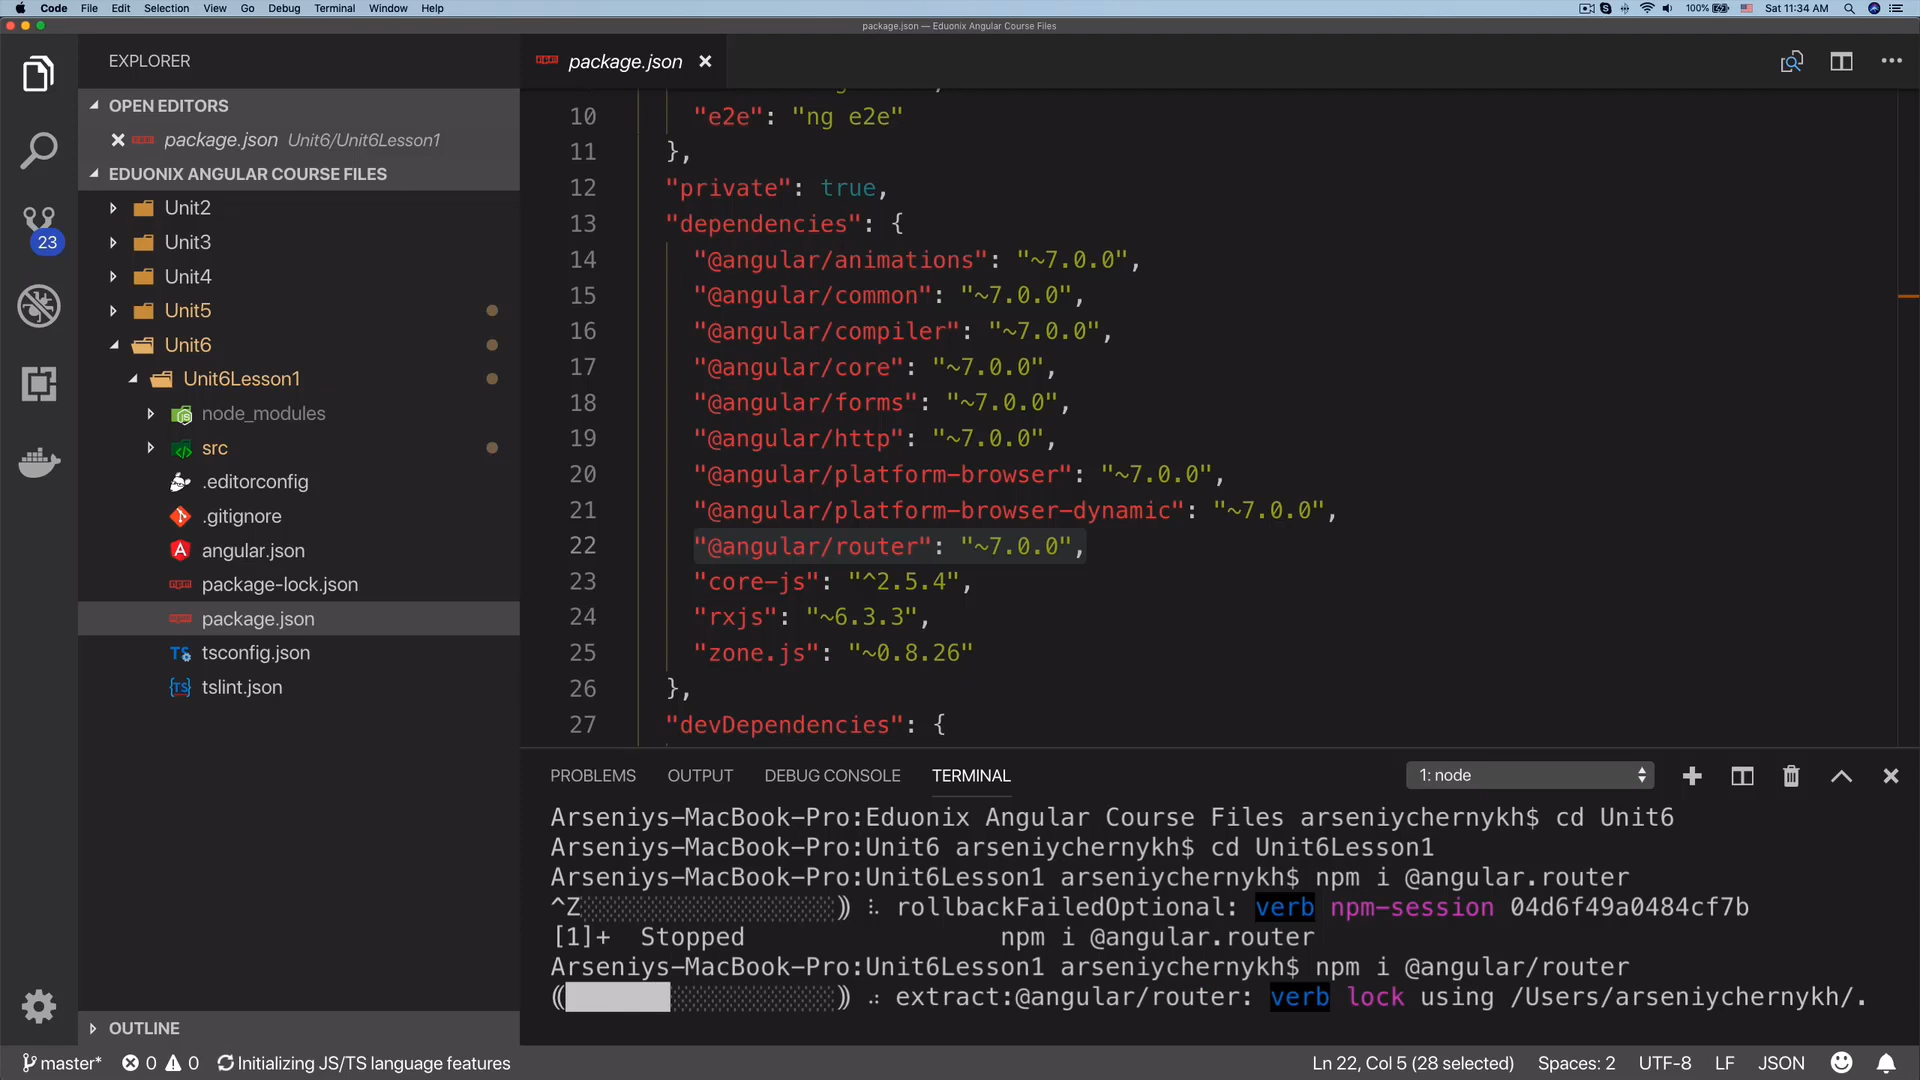 Code File Edit Selection View Go Debug Terminal Window Help 100% Sat 11:34 AM
package.json — Eduonix Angular Course Files
EXPLORER
OPEN EDITORS
package.json Unit6/Unit6Lesson1
EDUONIX ANGULAR COURSE FILES
Unit2
Unit3
23
Unit4
Unit5
Unit6
Unit6Lesson1
node_modules
src
.editorconfig
.gitignore
angular.json
package-lock.json
package.json
tsconfig.json
tslint.json
OUTLINE
package.json
10 "e2e": "ng e2e"
11 },
12 "private": true,
13 "dependencies": {
14 "@angular/animations": "~7.0.0",
15 "@angular/common": "~7.0.0",
16 "@angular/compiler": "~7.0.0",
17 "@angular/core": "~7.0.0",
18 "@angular/forms": "~7.0.0",
19 "@angular/http": "~7.0.0",
20 "@angular/platform-browser": "~7.0.0",
21 "@angular/platform-browser-dynamic": "~7.0.0",
22 "@angular/router": "~7.0.0",
23 "core-js": "^2.5.4",
24 "rxjs": "~6.3.3",
25 "zone.js": "~0.8.26"
26 },
27 "devDependencies": {
PROBLEMS OUTPUT DEBUG CONSOLE TERMINAL 1: node
Arseniys-MacBook-Pro:Eduonix Angular Course Files arseniychernykh$ cd Unit6
Arseniys-MacBook-Pro:Unit6 arseniychernykh$ cd Unit6Lesson1
Arseniys-MacBook-Pro:Unit6Lesson1 arseniychernykh$ npm i @angular.router
^Z░░░░░░░░░░░░░░░░░) ⠧ rollbackFailedOptional: verb npm-session 04d6f49a0484cf7b
[1]+ Stopped npm i @angular.router
Arseniys-MacBook-Pro:Unit6Lesson1 arseniychernykh$ npm i @angular/router
extract:@angular/router: verb lock using /Users/arseniychernykh/.
master* 0 0 Initializing JS/TS language features Ln 22, Col 5 (28 selected) Spaces: 2 UTF-8 LF JSON